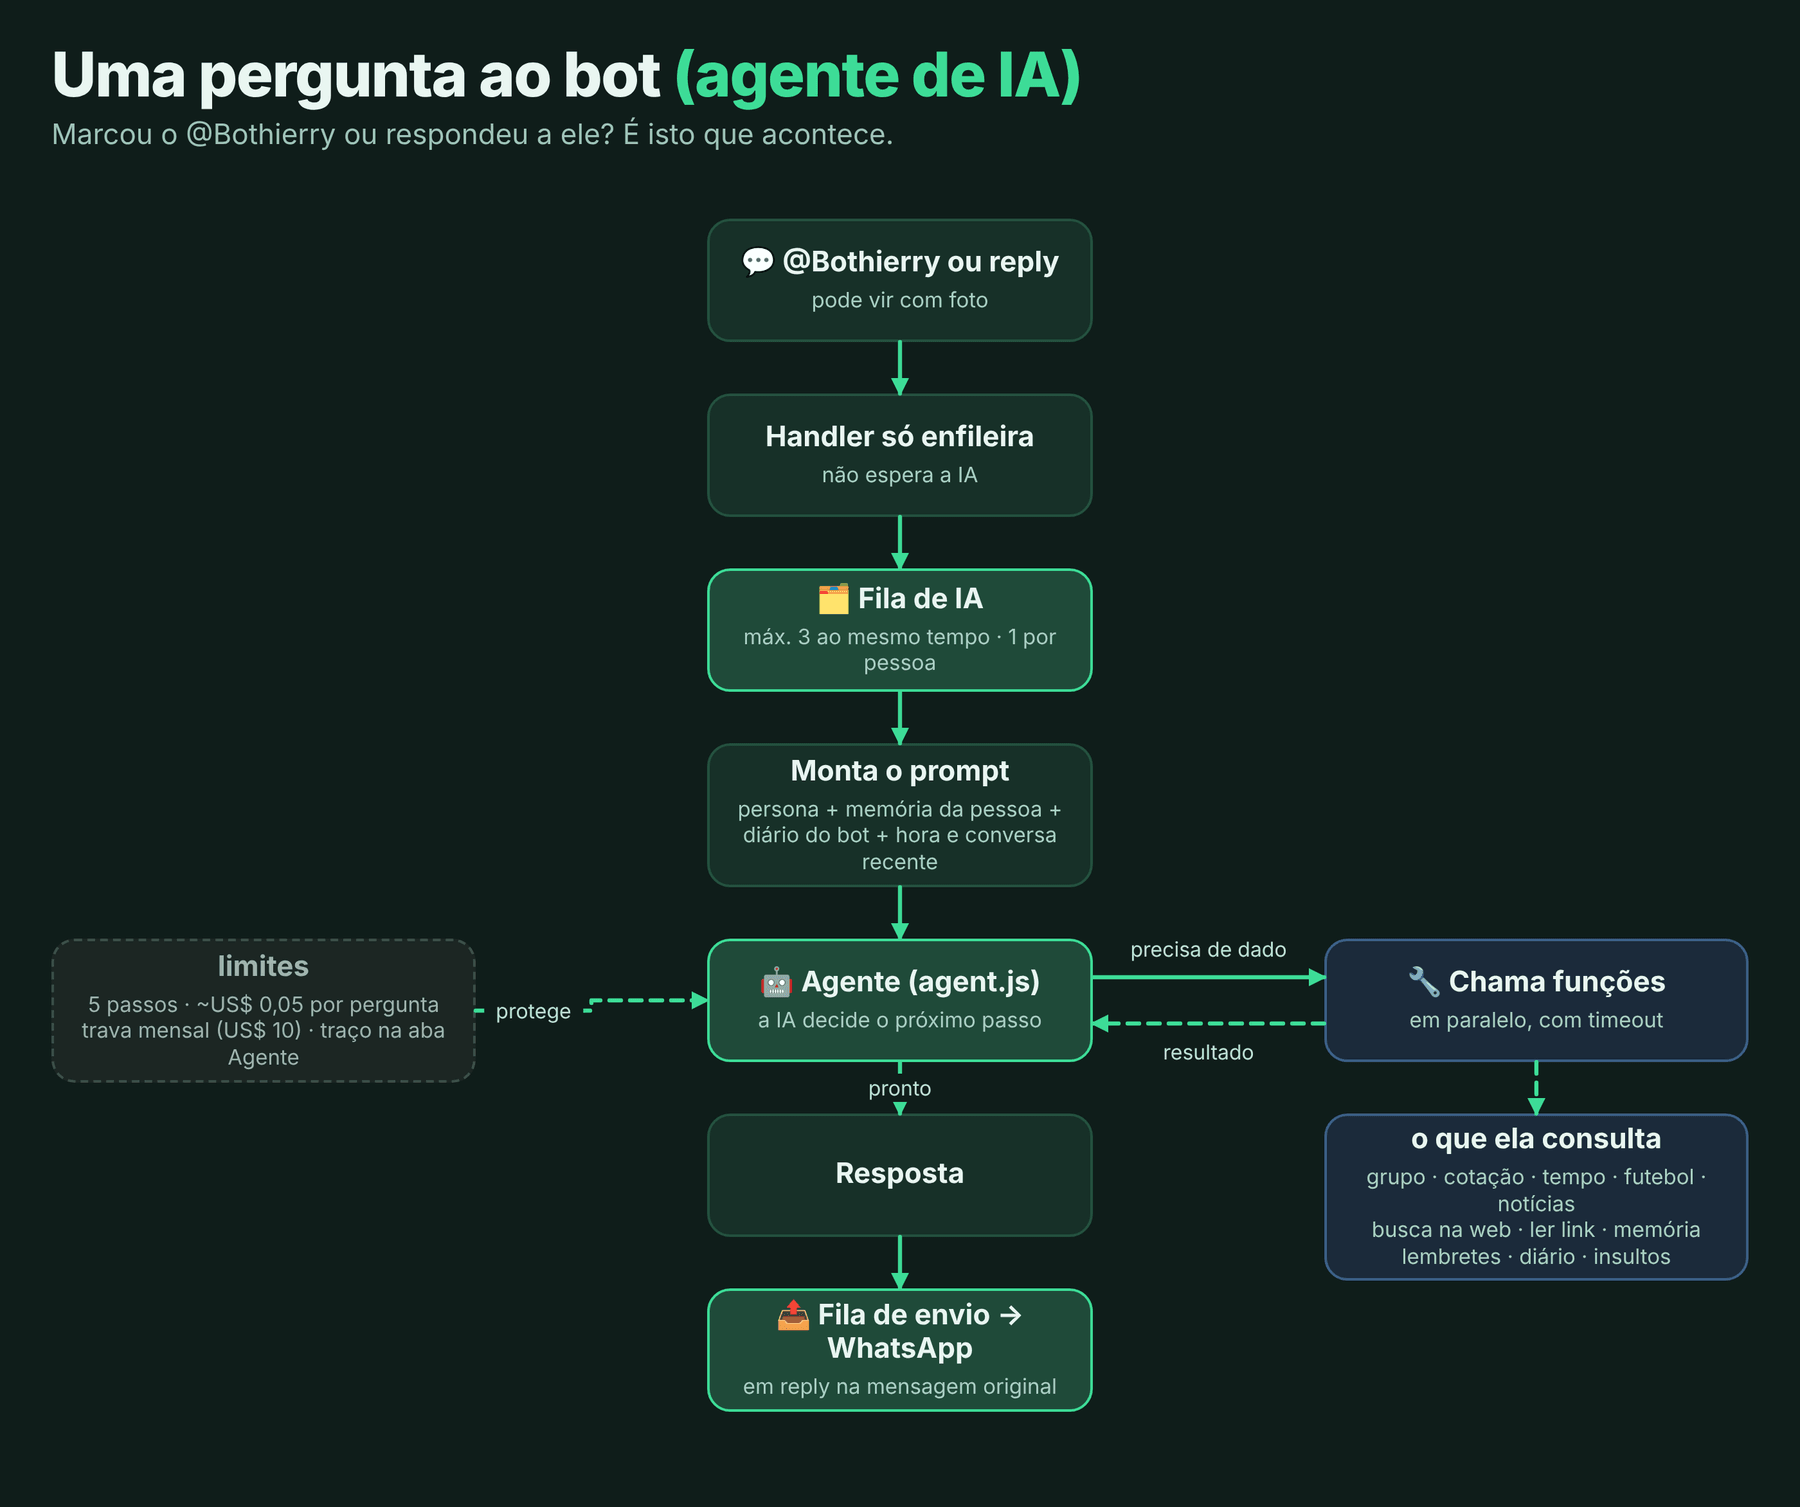 Uma pergunta ao bot (agente de IA)
Marcou o @Bothierry ou respondeu a ele? É isto que acontece.
💬 @Bothierry ou reply
pode vir com foto
Handler só enfileira
não espera a IA
🗂️ Fila de IA
máx. 3 ao mesmo tempo · 1 por
pessoa
Monta o prompt
persona + memória da pessoa +
diário do bot + hora e conversa
recente
limites
5 passos · ~US$ 0,05 por pergunta
trava mensal (US$ 10) · traço na aba
Agente
protege
🤖 Agente (agent.js)
a IA decide o próximo passo
precisa de dado
resultado
🔧 Chama funções
em paralelo, com timeout
pronto
Resposta
o que ela consulta
grupo · cotação · tempo · futebol ·
notícias
busca na web · ler link · memória
lembretes · diário · insultos
📤 Fila de envio →
WhatsApp
em reply na mensagem original